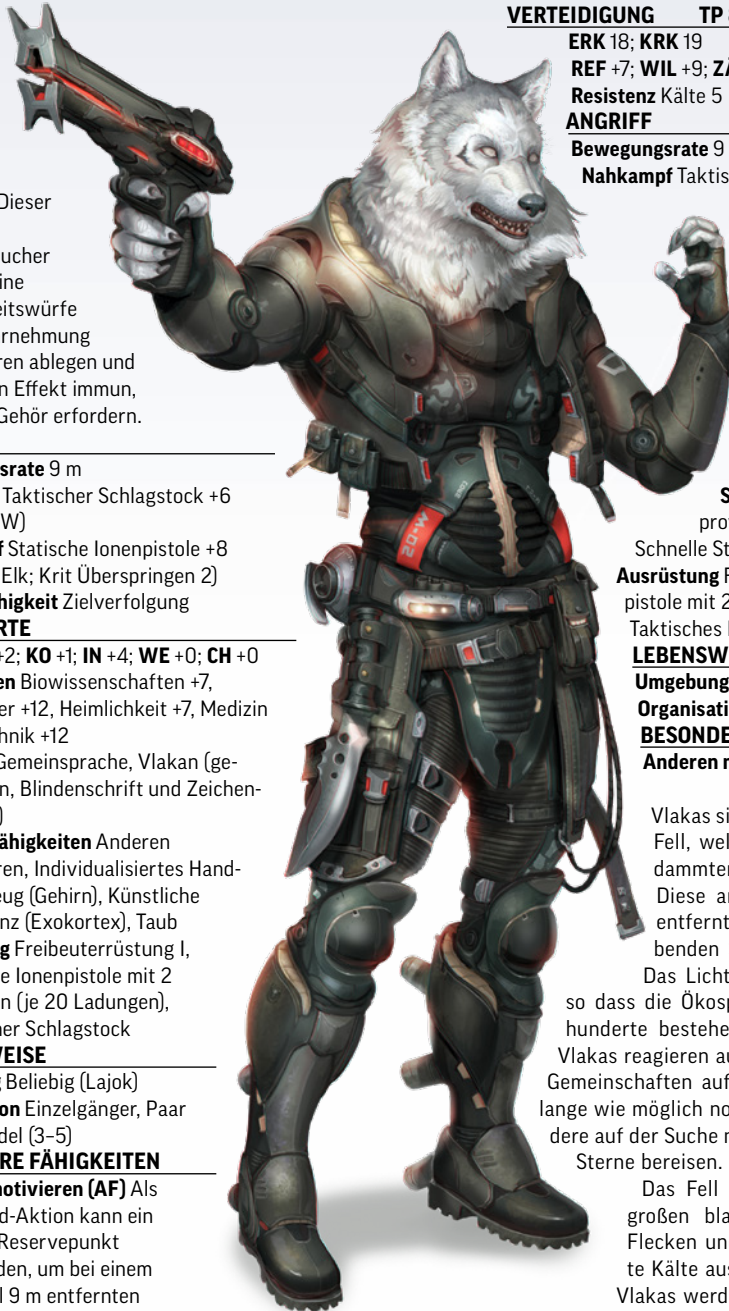 Dieser
ucher
ine
eitswürfe
ernehmung
ren ablegen und
n Effekt immun,
Gehör erfordern.
srate 9 m
Taktischer Schlagstock +6
W)
f Statische Ionenpistole +8
Elk; Krit Überspringen 2)
higkeit Zielverfolgung
RTE
+2; KO +1; IN +4; WE +0; CH +0
en Biowissenschaften +7,
er +12, Heimlichkeit +7, Medizin
hnik +12
Gemeinsprache, Vlakan (ge-
n, Blindenschrift und Zeichen-
)
ähigkeiten Anderen
ren, Individualisiertes Hand-
eug (Gehirn), Künstliche
nz (Exokortex), Taub
g Freibeuterrüstung I,
e Ionenpistole mit 2
n (je 20 Ladungen),
her Schlagstock
WEISE
g Beliebig (Lajok)
on Einzelgänger, Paar
del (3–5)
RE FÄHIGKEITEN
motivieren (AF) Als
d-Aktion kann ein
Reservepunkt
den, um bei einem
l 9 m entfernten
VERTEIDIGUNG TP
ERK 18; KRK 19
REF +7; WIL +9; ZÄ
Resistenz Kälte 5
ANGRIFF
Bewegungsrate 9
Nahkampf Taktis
20-W
S
prov
Schnelle St
Ausrüstung F
pistole mit 2
Taktisches
LEBENSW
Umgebung
Organisati
BESONDE
Anderen m
Vlakas si
Fell, wel
dammter
Diese a
entfernt
benden
Das Licht
so dass die Ökosp
hunderte bestehe
Vlakas reagieren au
Gemeinschaften auf
lange wie möglich no
dere auf der Suche n
Sterne bereisen.
Das Fell
großen bla
Flecken un
te Kälte aus
Vlakas werd